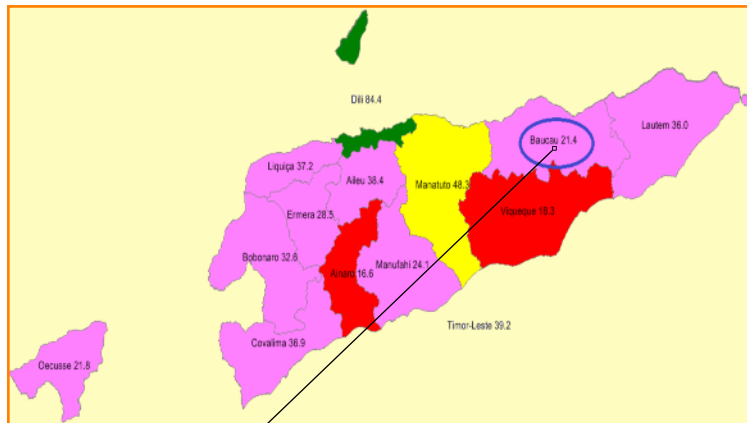 Dili 84.4
Lautem 36.0
Baucau 21.4
Liquiça 37.2
Aileu 38.4
Manatuto 48.3
Ermera 28.5
Viqueque 18.3
Bobonaro 32.6
Ainaro 16.6
Manufahi 24.1
Timor-Leste 39.2
Covalima 36.9
Oecusse 21.8